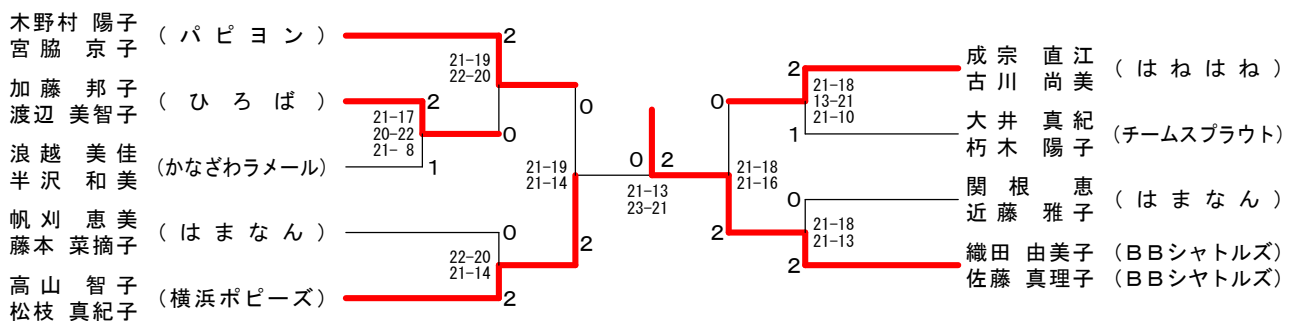 木野村 陽子
宮脇 京子
(パピヨン)
2
21-19
22-20
加藤 邦子
渡辺 美智子
(ひろば)
2
21-17
20-22
21- 8
0
浪越 美佳
半沢 和美
(かなざわラメール)
1
0
21-19
21-14
帆刈 恵美
藤本 菜摘子
(はまなん)
0
22-20
21-14
2
高山 智子
松枝 真紀子
(横浜ポピーズ)
2
0
2
21-13
23-21
成宗 直江
古川 尚美
(はねはね)
2
21-18
13-21
21-10
0
大井 真紀
朽木 陽子
(チームスプラウト)
1
21-18
21-16
関根 恵
近藤 雅子
(はまなん)
0
21-18
21-13
2
織田 由美子
佐藤 真理子
(BBシャトルズ)
(BBシヤトルズ)
2